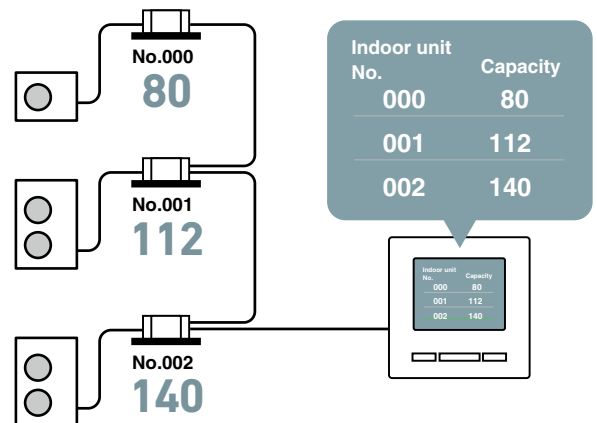 No.000
80
No.001
112
No.002
140
Indoor unit
No. Capacity
000 80
001 112
002 140
Indoor unit
No. Capacity
000 80
001 112
002 140